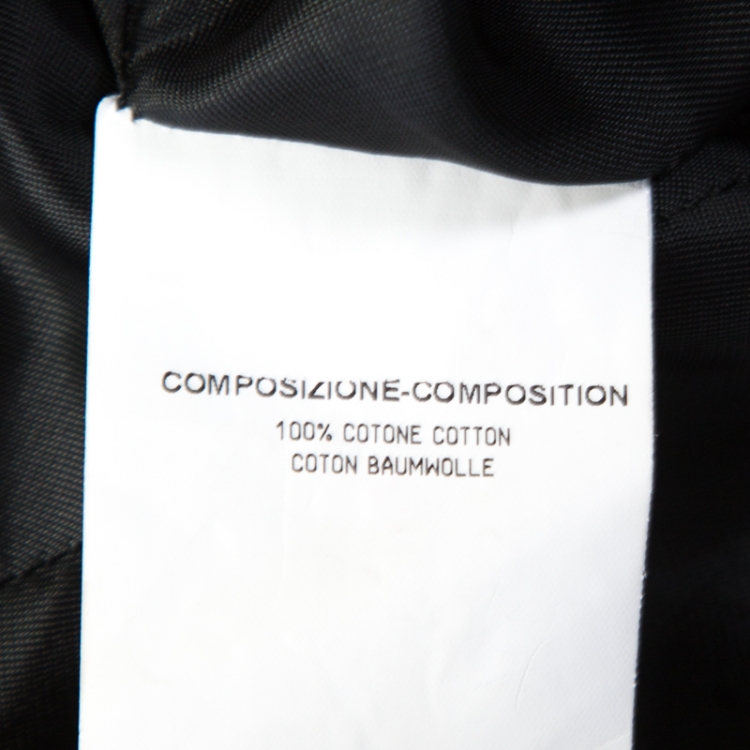 COMPOSIZIONE-COMPOSITION
100% COTONE COTTON
COTON BAUMWOLLE